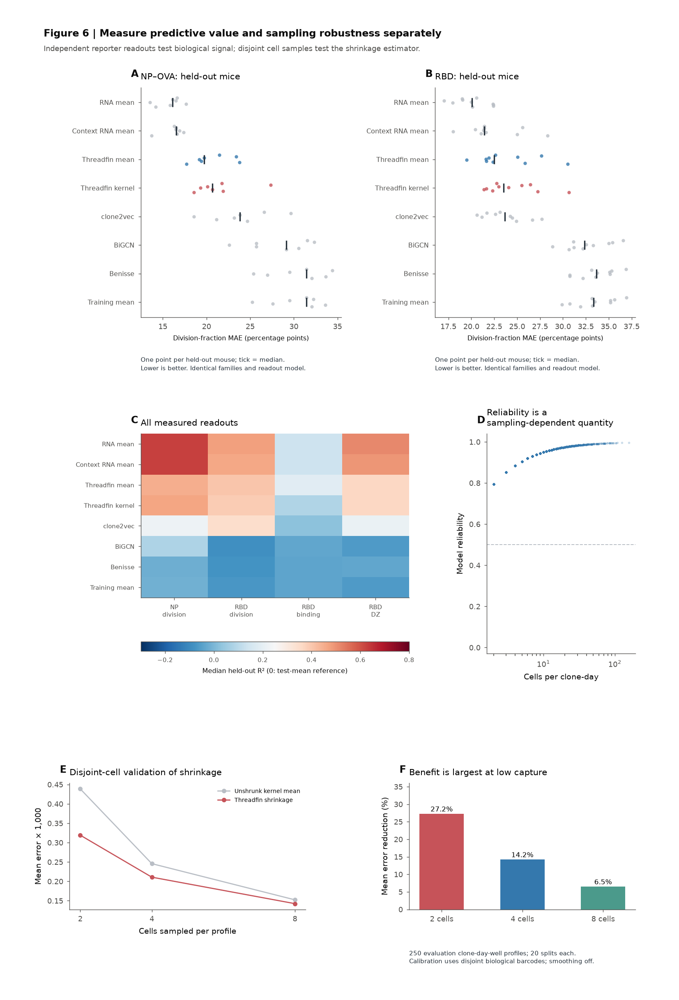 Figure 6 | Measure predictive value and sampling robustness separately
Independent reporter readouts test biological signal; disjoint cell samples test the shrinkage estimator.
A
NP–OVA: held-out mice
RNA mean
Context RNA mean
Threadfin mean
Threadfin kernel
clone2vec
BiGCN
Benisse
Training mean
15 20 25 30 35
Division-fraction MAE (percentage points)
One point per held-out mouse; tick = median.
Lower is better. Identical families and readout model.
B
RBD: held-out mice
RNA mean
Context RNA mean
Threadfin mean
Threadfin kernel
clone2vec
BiGCN
Benisse
Training mean
17.5 20.0 22.5 25.0 27.5 30.0 32.5 35.0 37.5
Division-fraction MAE (percentage points)
One point per held-out mouse; tick = median.
Lower is better. Identical families and readout model.
C
All measured readouts
RNA mean
Context RNA mean
Threadfin mean
Threadfin kernel
clone2vec
BiGCN
Benisse
Training mean
NP
division
RBD
division
RBD
binding
RBD
DZ
−0.2 0.0 0.2 0.4 0.6 0.8
Median held-out R² (0: test-mean reference)
D
Reliability is a
sampling-dependent quantity
Model reliability
1.0
0.8
0.6
0.4
0.2
0.0
10¹ 10²
Cells per clone-day
E
Disjoint-cell validation of shrinkage
Mean error × 1,000
0.45
0.40
0.35
0.30
0.25
0.20
0.15
Unshrunk kernel mean
Threadfin shrinkage
2 4 8
Cells sampled per profile
F
Benefit is largest at low capture
Mean error reduction (%)
35
30
25
20
15
10
5
0
27.2%
14.2%
6.5%
2 cells 4 cells 8 cells
250 evaluation clone-day-well profiles; 20 splits each.
Calibration uses disjoint biological barcodes; smoothing off.